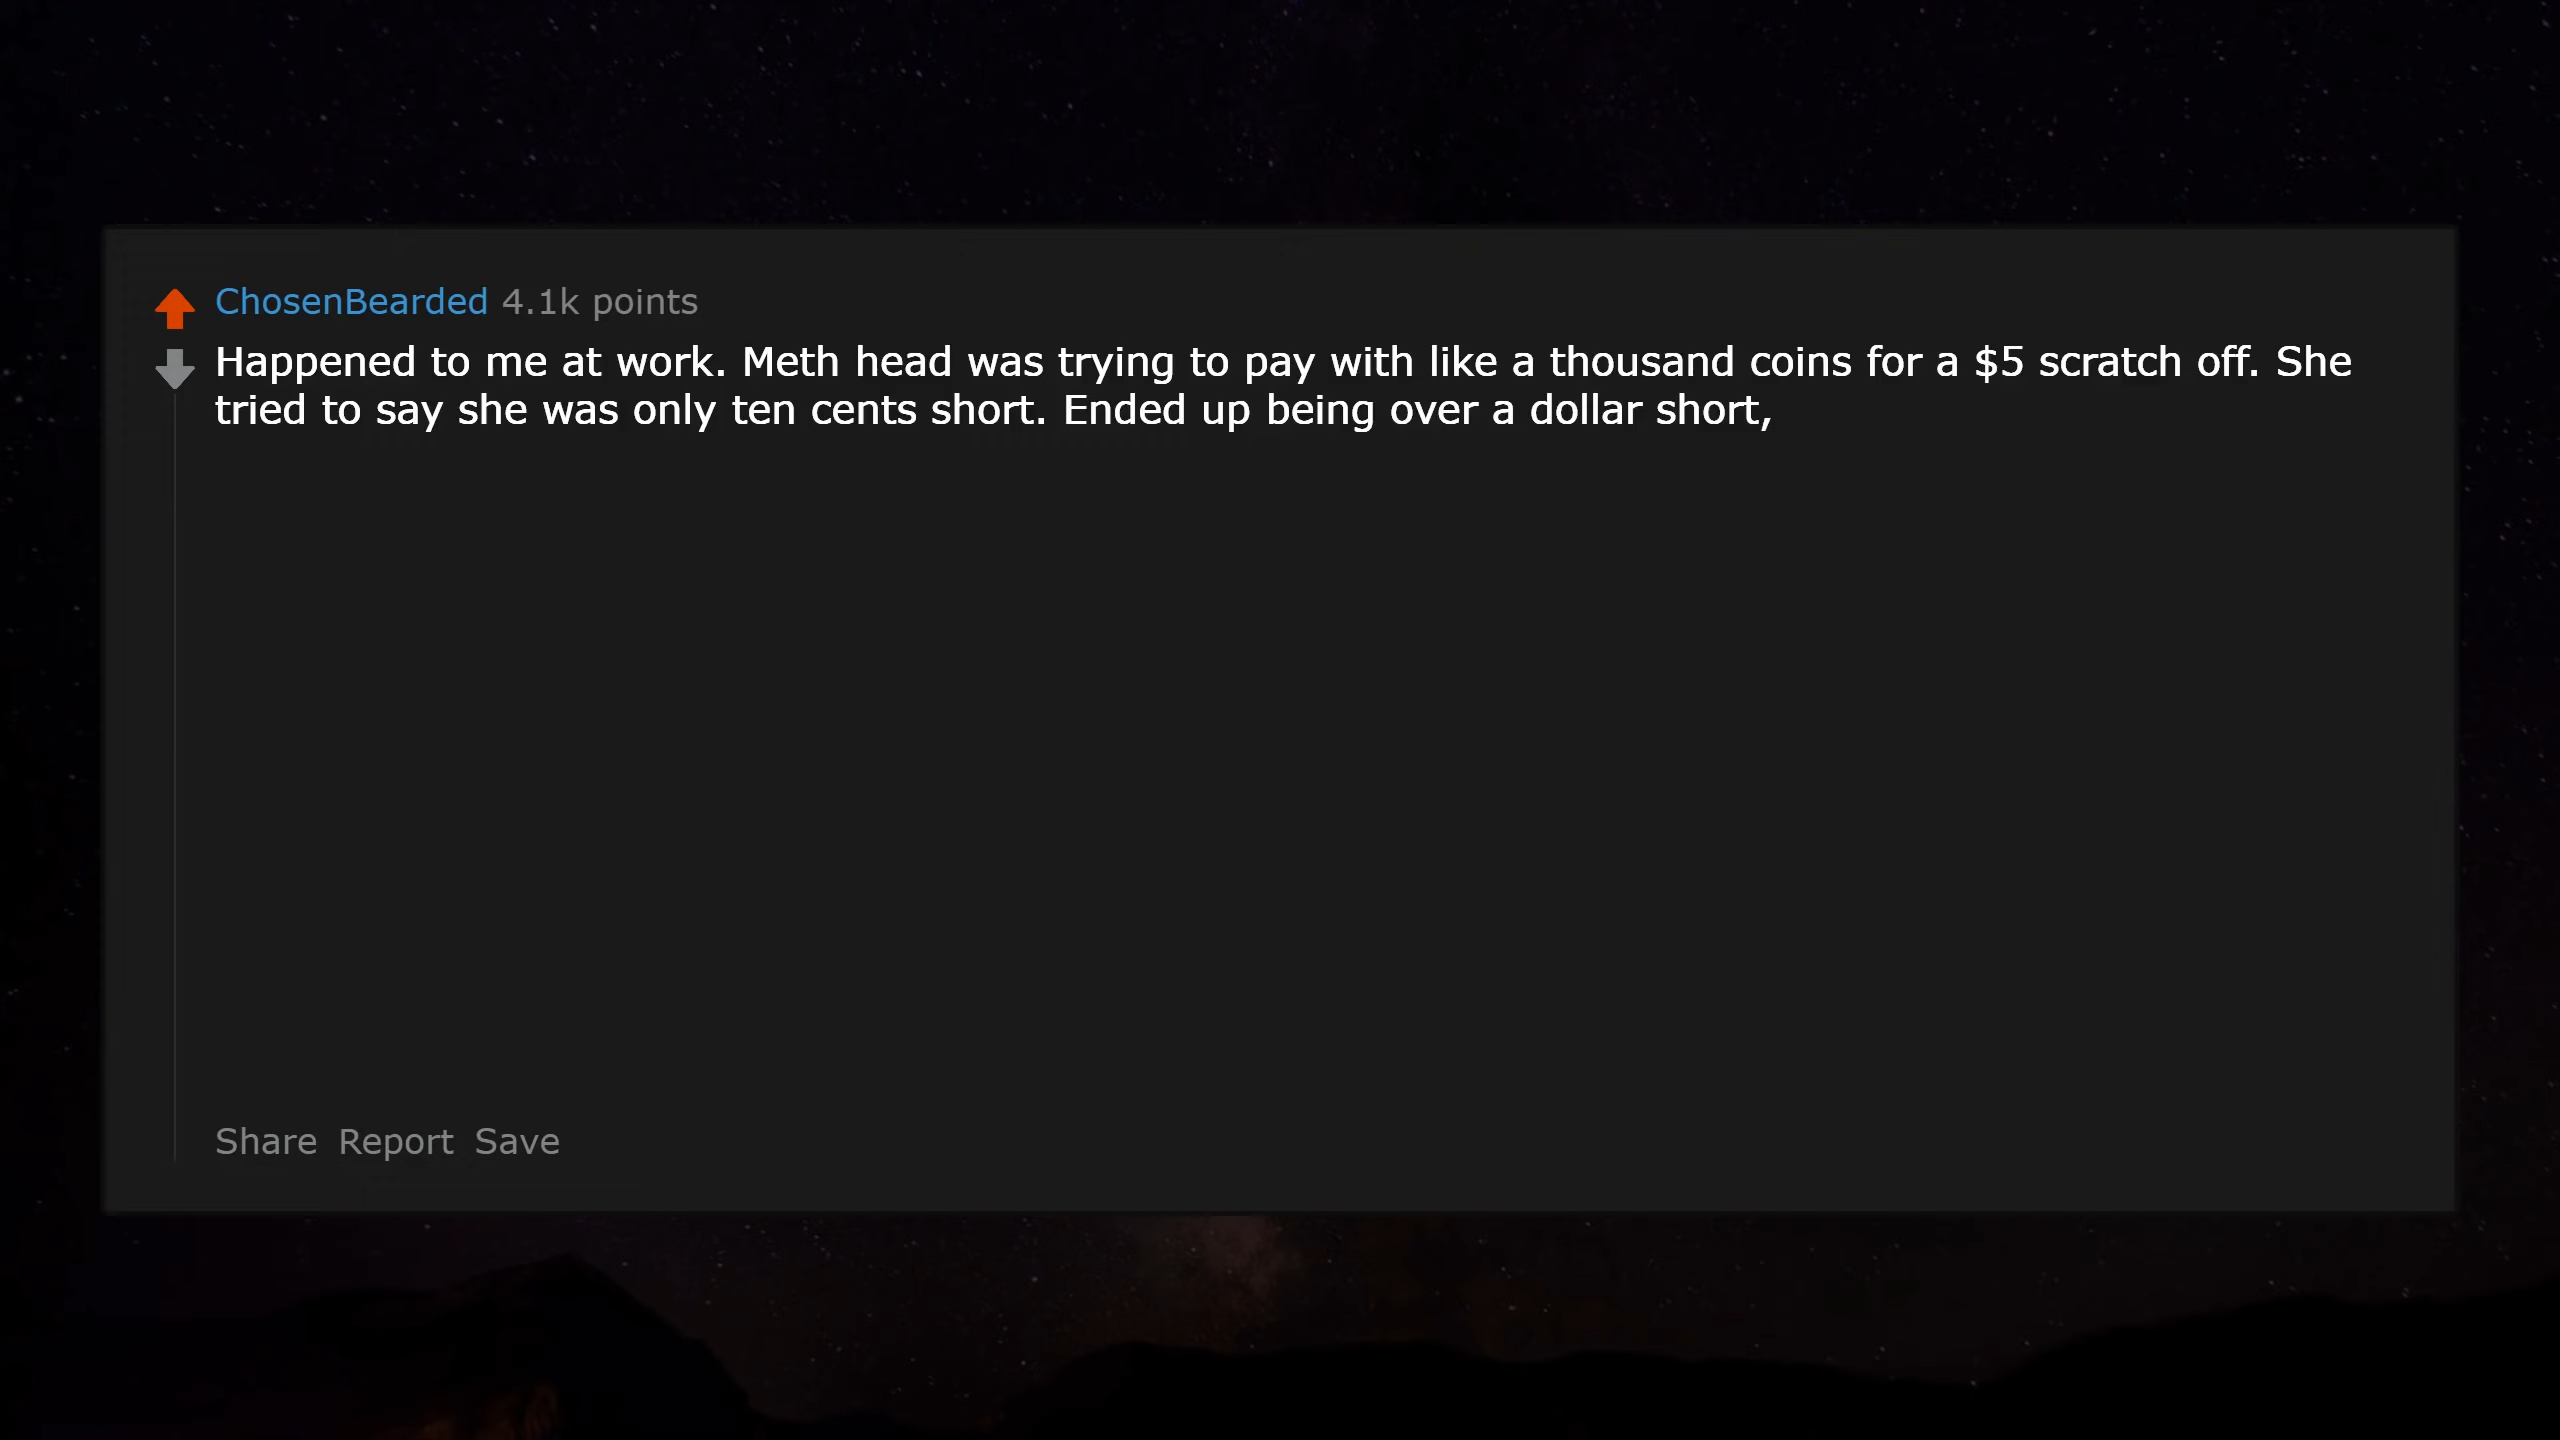 ChosenBearded 4.1k points
Happened to me at work. Meth head was trying to pay with like a thousand coins for a $5 scratch off. She
tried to say she was only ten cents short. Ended up being over a dollar short,
Share Report Save